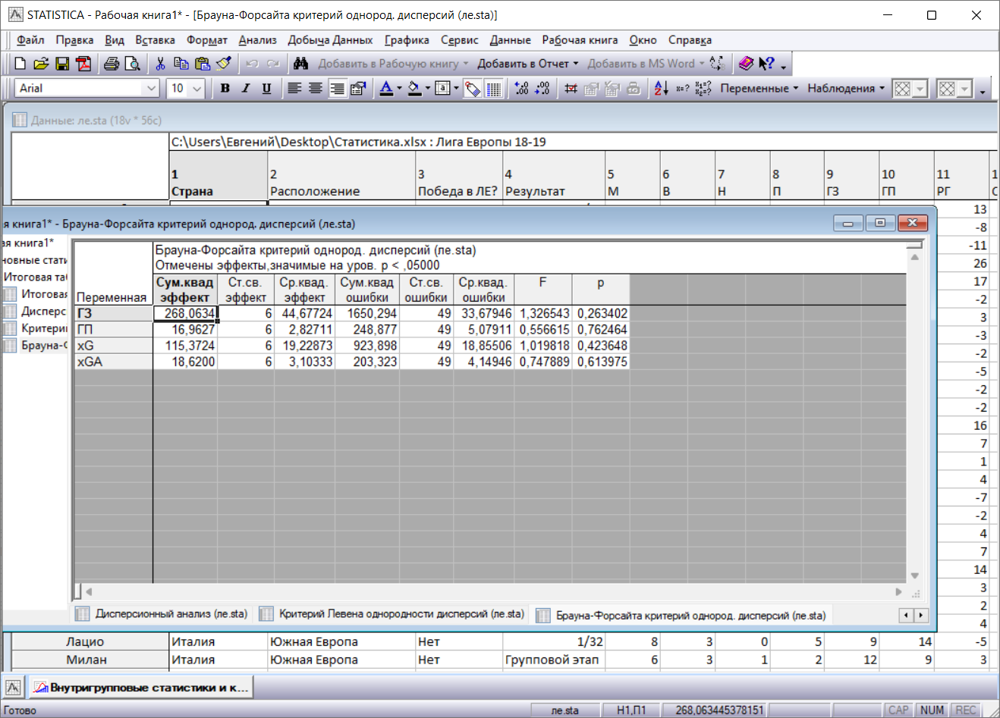 STATISTICA - Рабочая книга1* - [Брауна-Форсайта критерий однород. дисперсий (ле.sta)]
Файл Правка Вид Вставка Формат Анализ Добыча Данных Графика Сервис Данные Рабочая книга Окно Справка
Добавить в Рабочую книгу Добавить в Отчет Добавить в MS Word
Arial 10 B I U Переменные Наблюдения
Данные: ле.sta (18v * 56c)
C:\Users\Евгений\Desktop\Статистика.xlsx : Лига Европы 18-19
1 2 3 4 5 6 7 8 9 10 11 1
Страна Расположение Победа в ЛЕ? Результат М В Н П ГЗ ГП РГ С
я книга1* - Брауна-Форсайта критерий однород. дисперсий (ле.sta)
ая книга1*
новные стати
Итоговая таб
Итоговая
Дисперс
Критери
Брауна-Ф
Брауна-Форсайта критерий однород. дисперсий (ле.sta)
Отмечены эффекты,значимые на уров. p < ,05000
Сум.квад Ст.св. Ср.квад. Сум.квад Ст.св. Ср.квад. F p
Переменная эффект эффект эффект ошибки ошибки ошибки
ГЗ 268,0634 6 44,67724 1650,294 49 33,67946 1,326543 0,263402
ГП 16,9627 6 2,82711 248,877 49 5,07911 0,556615 0,762464
xG 115,3724 6 19,22873 923,898 49 18,85506 1,019818 0,423648
xGA 18,6200 6 3,10333 203,323 49 4,14946 0,747889 0,613975
13
-8
-11
26
17
-2
3
-3
-2
-5
-2
-2
16
7
1
4
-7
-2
4
7
14
3
2
4
Дисперсионный анализ (ле.sta) Критерий Левена однородности дисперсий (ле.sta) Брауна-Форсайта критерий однород. дисперсий (ле.sta)
Лацио Италия Южная Европа Нет 1/32 8 3 0 5 9 14 -5
Милан Италия Южная Европа Нет Групповой этап 6 3 1 2 12 9 3
Внутригрупповые статистики и к...
Готово ле.sta Н1,П1 268,063445378151 CAP NUM REC